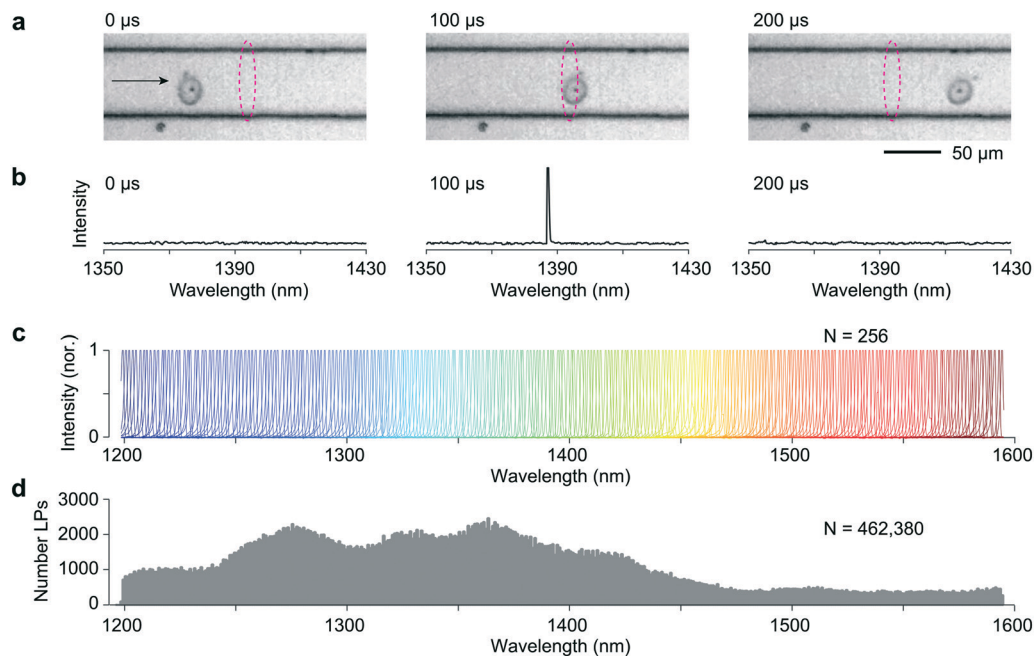 a
0 µs
100 µs
200 µs
50 µm
b
0 µs
100 µs
200 µs
Intensity
1350 1390 1430
1350 1390 1430
1350 1390 1430
Wavelength (nm)
Wavelength (nm)
Wavelength (nm)
c
N = 256
Intensity (nor.)
1
0
1200 1300 1400 1500 1600
Wavelength (nm)
d
Number LPs
3000
2000
1000
0
N = 462,380
1200 1300 1400 1500 1600
Wavelength (nm)